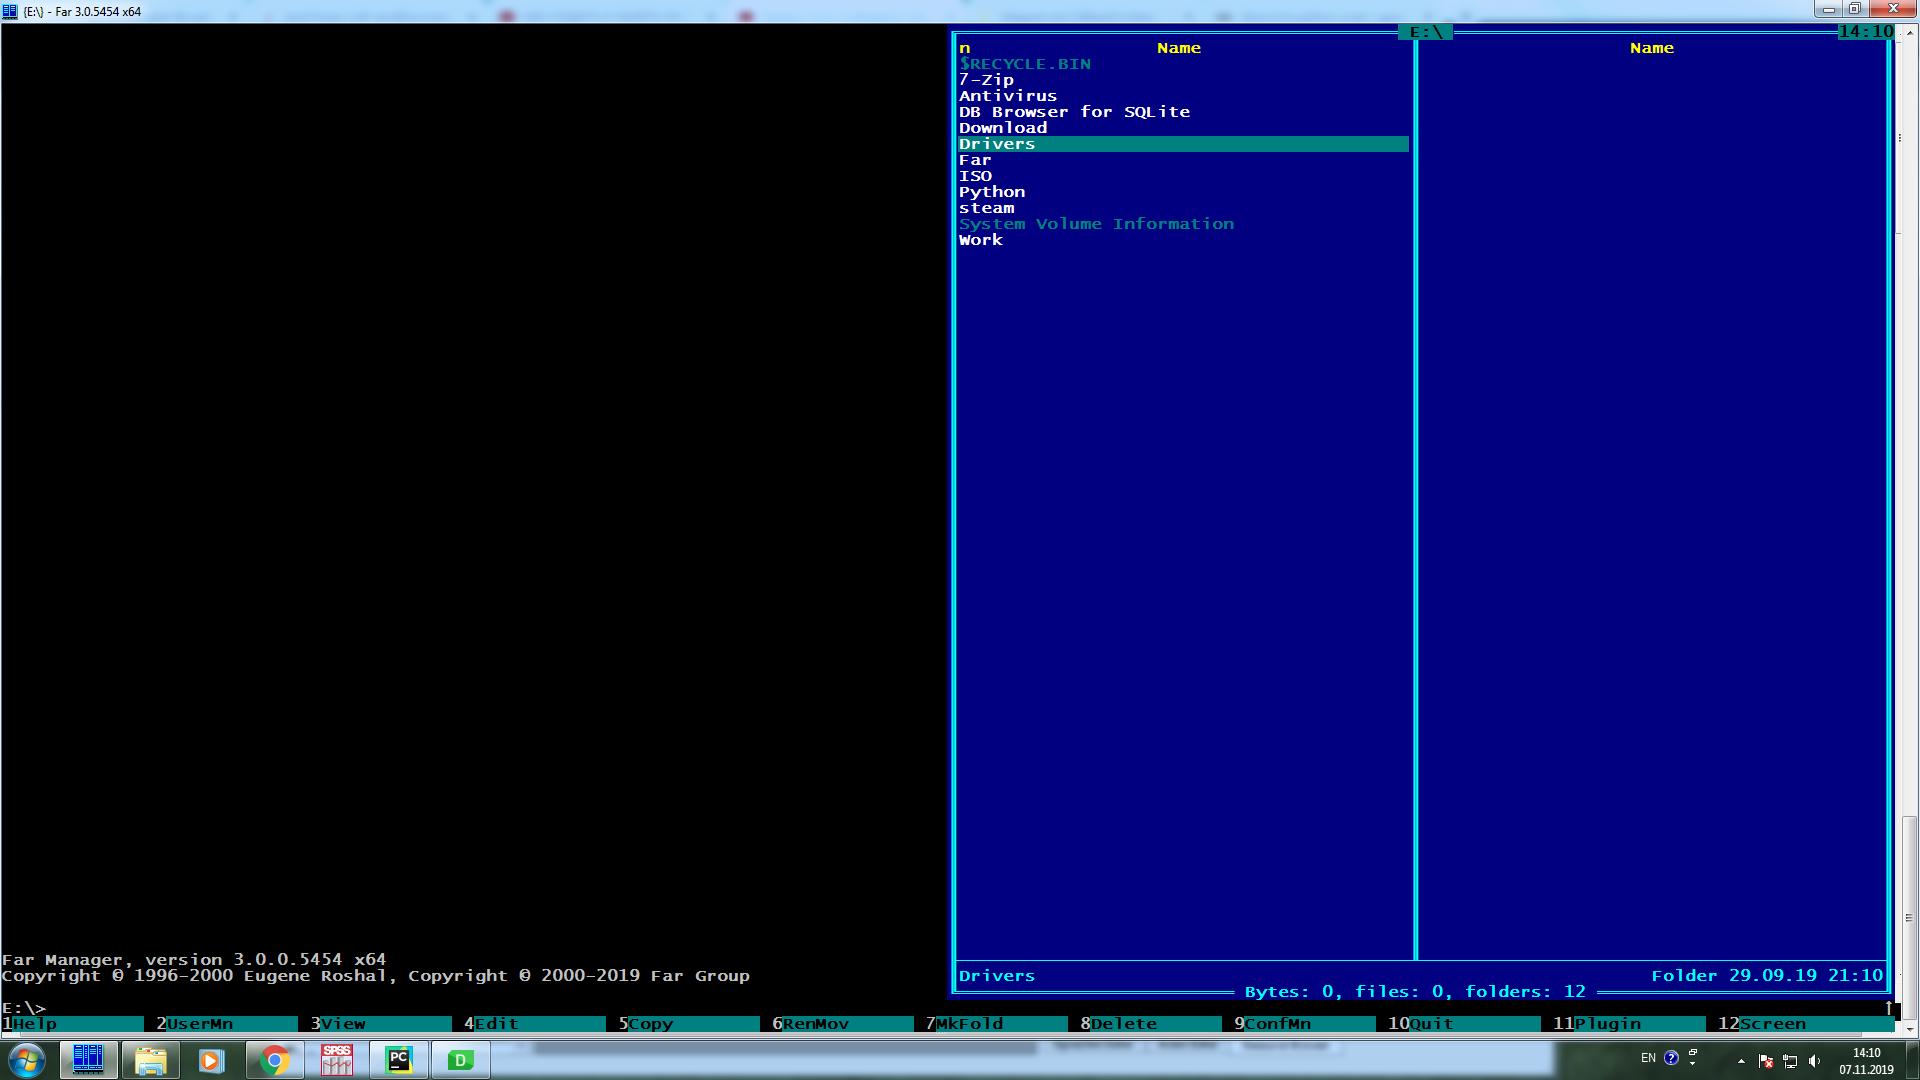 {E:\} - Far 3.0.5454 x64
E:\
14:10
n Name Name
$RECYCLE.BIN
7-Zip
Antivirus
DB Browser for SQLite
Download
Drivers
Far
ISO
Python
steam
System Volume Information
Work
Far Manager, version 3.0.0.5454 x64
Copyright © 1996-2000 Eugene Roshal, Copyright © 2000-2019 Far Group
Drivers Folder 29.09.19 21:10
Bytes: 0, files: 0, folders: 12
E:\>
1Help 2UserMn 3View 4Edit 5Copy 6RenMov 7MkFold 8Delete 9ConfMn 10Quit 11Plugin 12Screen
SPSS
PC
D
EN
14:10
07.11.2019